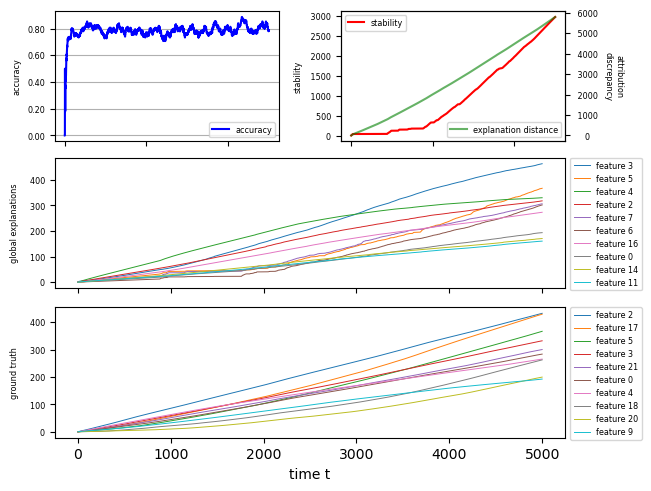 0.80
0.60
0.40
0.20
0.00
accuracy
accuracy
3000
2500
2000
1500
1000
500
0
stability
stability
explanation distance
6000
5000
4000
3000
2000
1000
0
attribution
discrepancy
400
300
200
100
0
global explanations
feature 3
feature 5
feature 4
feature 2
feature 7
feature 6
feature 16
feature 0
feature 14
feature 11
400
300
200
100
0
ground truth
feature 2
feature 17
feature 5
feature 3
feature 21
feature 0
feature 4
feature 18
feature 20
feature 9
0 1000 2000 3000 4000 5000
time t